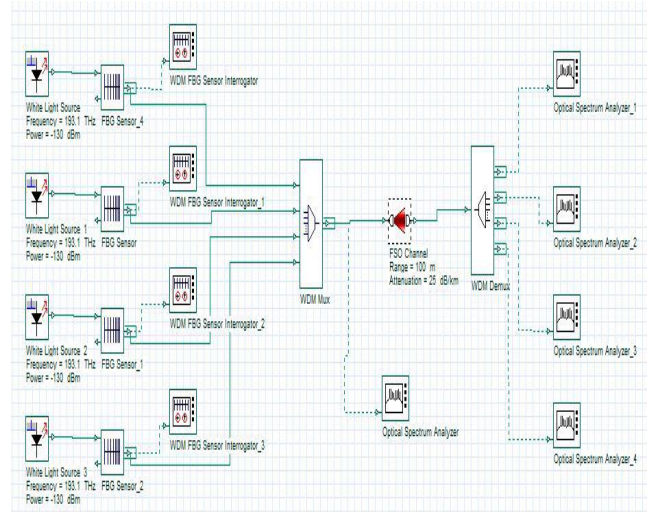 WDM FBG Sensor Interrogator
White Light Source
Frequency = 193.1 THz
Power = -130 dBm
FBG Sensor_4
Optical Spectrum Analyzer_1
WDM FBG Sensor Interrogator_1
White Light Source 1
Frequency = 193.1 THz
Power = -130 dBm
FBG Sensor
WDM Mux
FSO Channel
Range = 100 m
Attenuation = 25 dB/km
WDM Demux
Optical Spectrum Analyzer_2
WDM FBG Sensor Interrogator_2
White Light Source 2
Frequency = 193.1 THz
Power = -130 dBm
FBG Sensor_1
Optical Spectrum Analyzer_3
WDM FBG Sensor Interrogator_3
Optical Spectrum Analyzer
White Light Source 3
Frequency = 193.1 THz
Power = -130 dBm
FBG Sensor_2
Optical Spectrum Analyzer_4